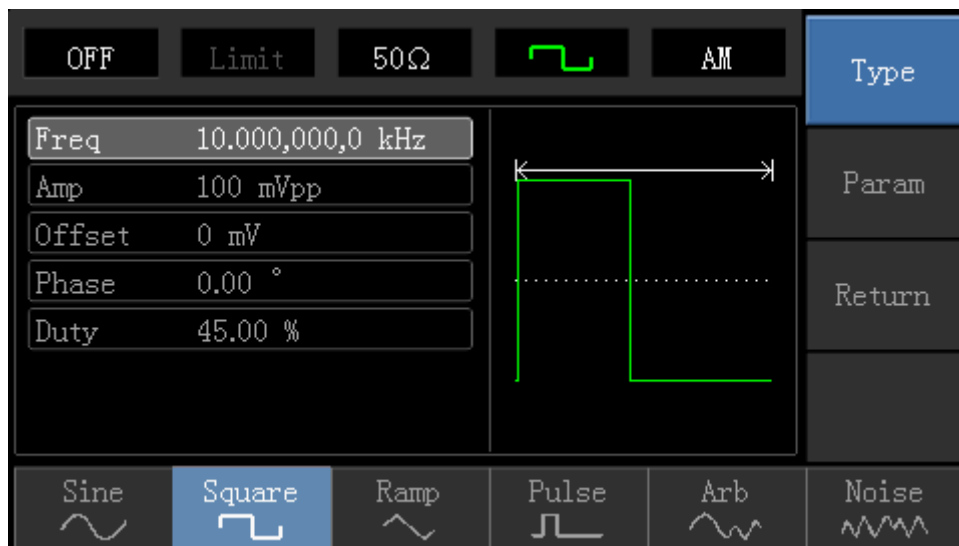 OFF Limit 50Ω AM Type
Freq 10.000,000,0 kHz
Amp 100 mVpp
Offset 0 mV
Phase 0.00 °
Duty 45.00 %
Param
Return
Sine Square Ramp Pulse Arb Noise